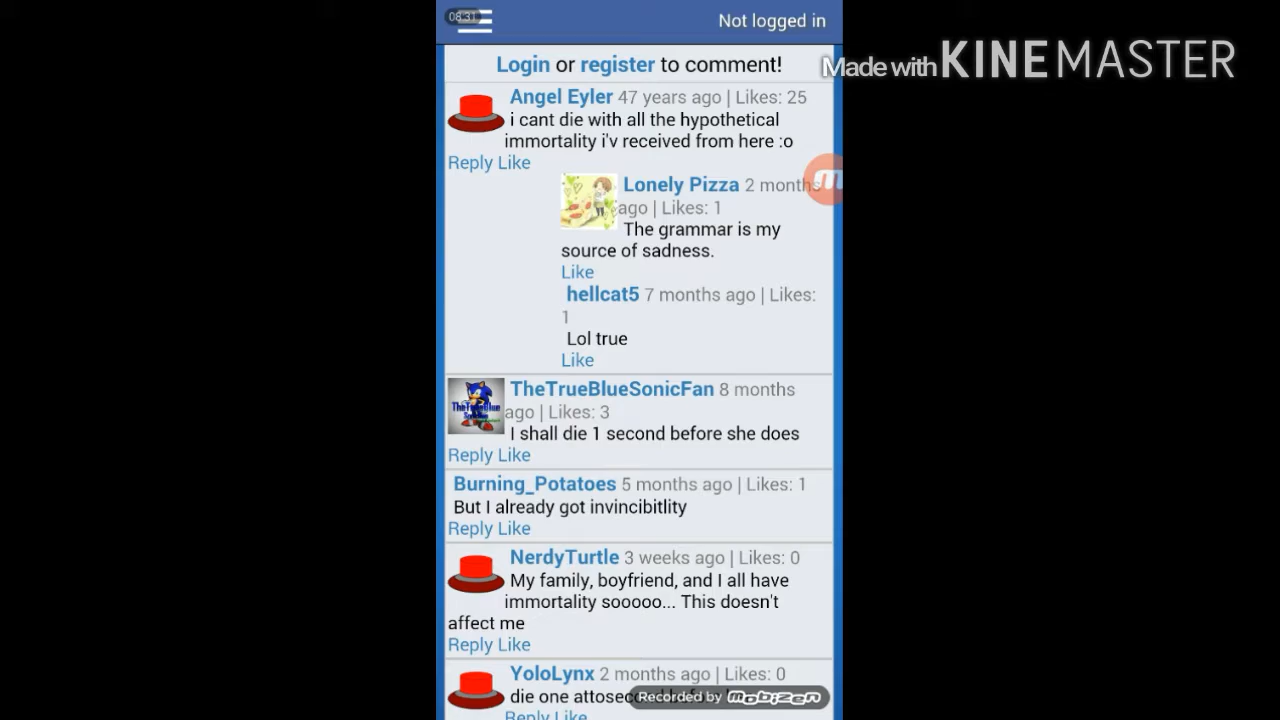 08:31
Not logged in
Made with KINEMASTER
Login or register to comment!
Angel Eyler 47 years ago | Likes: 25
i cant die with all the hypothetical
immortality i'v received from here :o
Reply Like
Lonely Pizza 2 months
ago | Likes: 1
The grammar is my
source of sadness.
Like
hellcat5 7 months ago | Likes:
1
Lol true
Like
TheTrueBlueSonicFan 8 months
ago | Likes: 3
I shall die 1 second before she does
Reply Like
Burning_Potatoes 5 months ago | Likes: 1
But I already got invincibitlity
Reply Like
NerdyTurtle 3 weeks ago | Likes: 0
My family, boyfriend, and I all have
immortality sooooo... This doesn't
affect me
Reply Like
YoloLynx 2 months ago | Likes: 0
die one
Recorded by mobizen
Reply Like